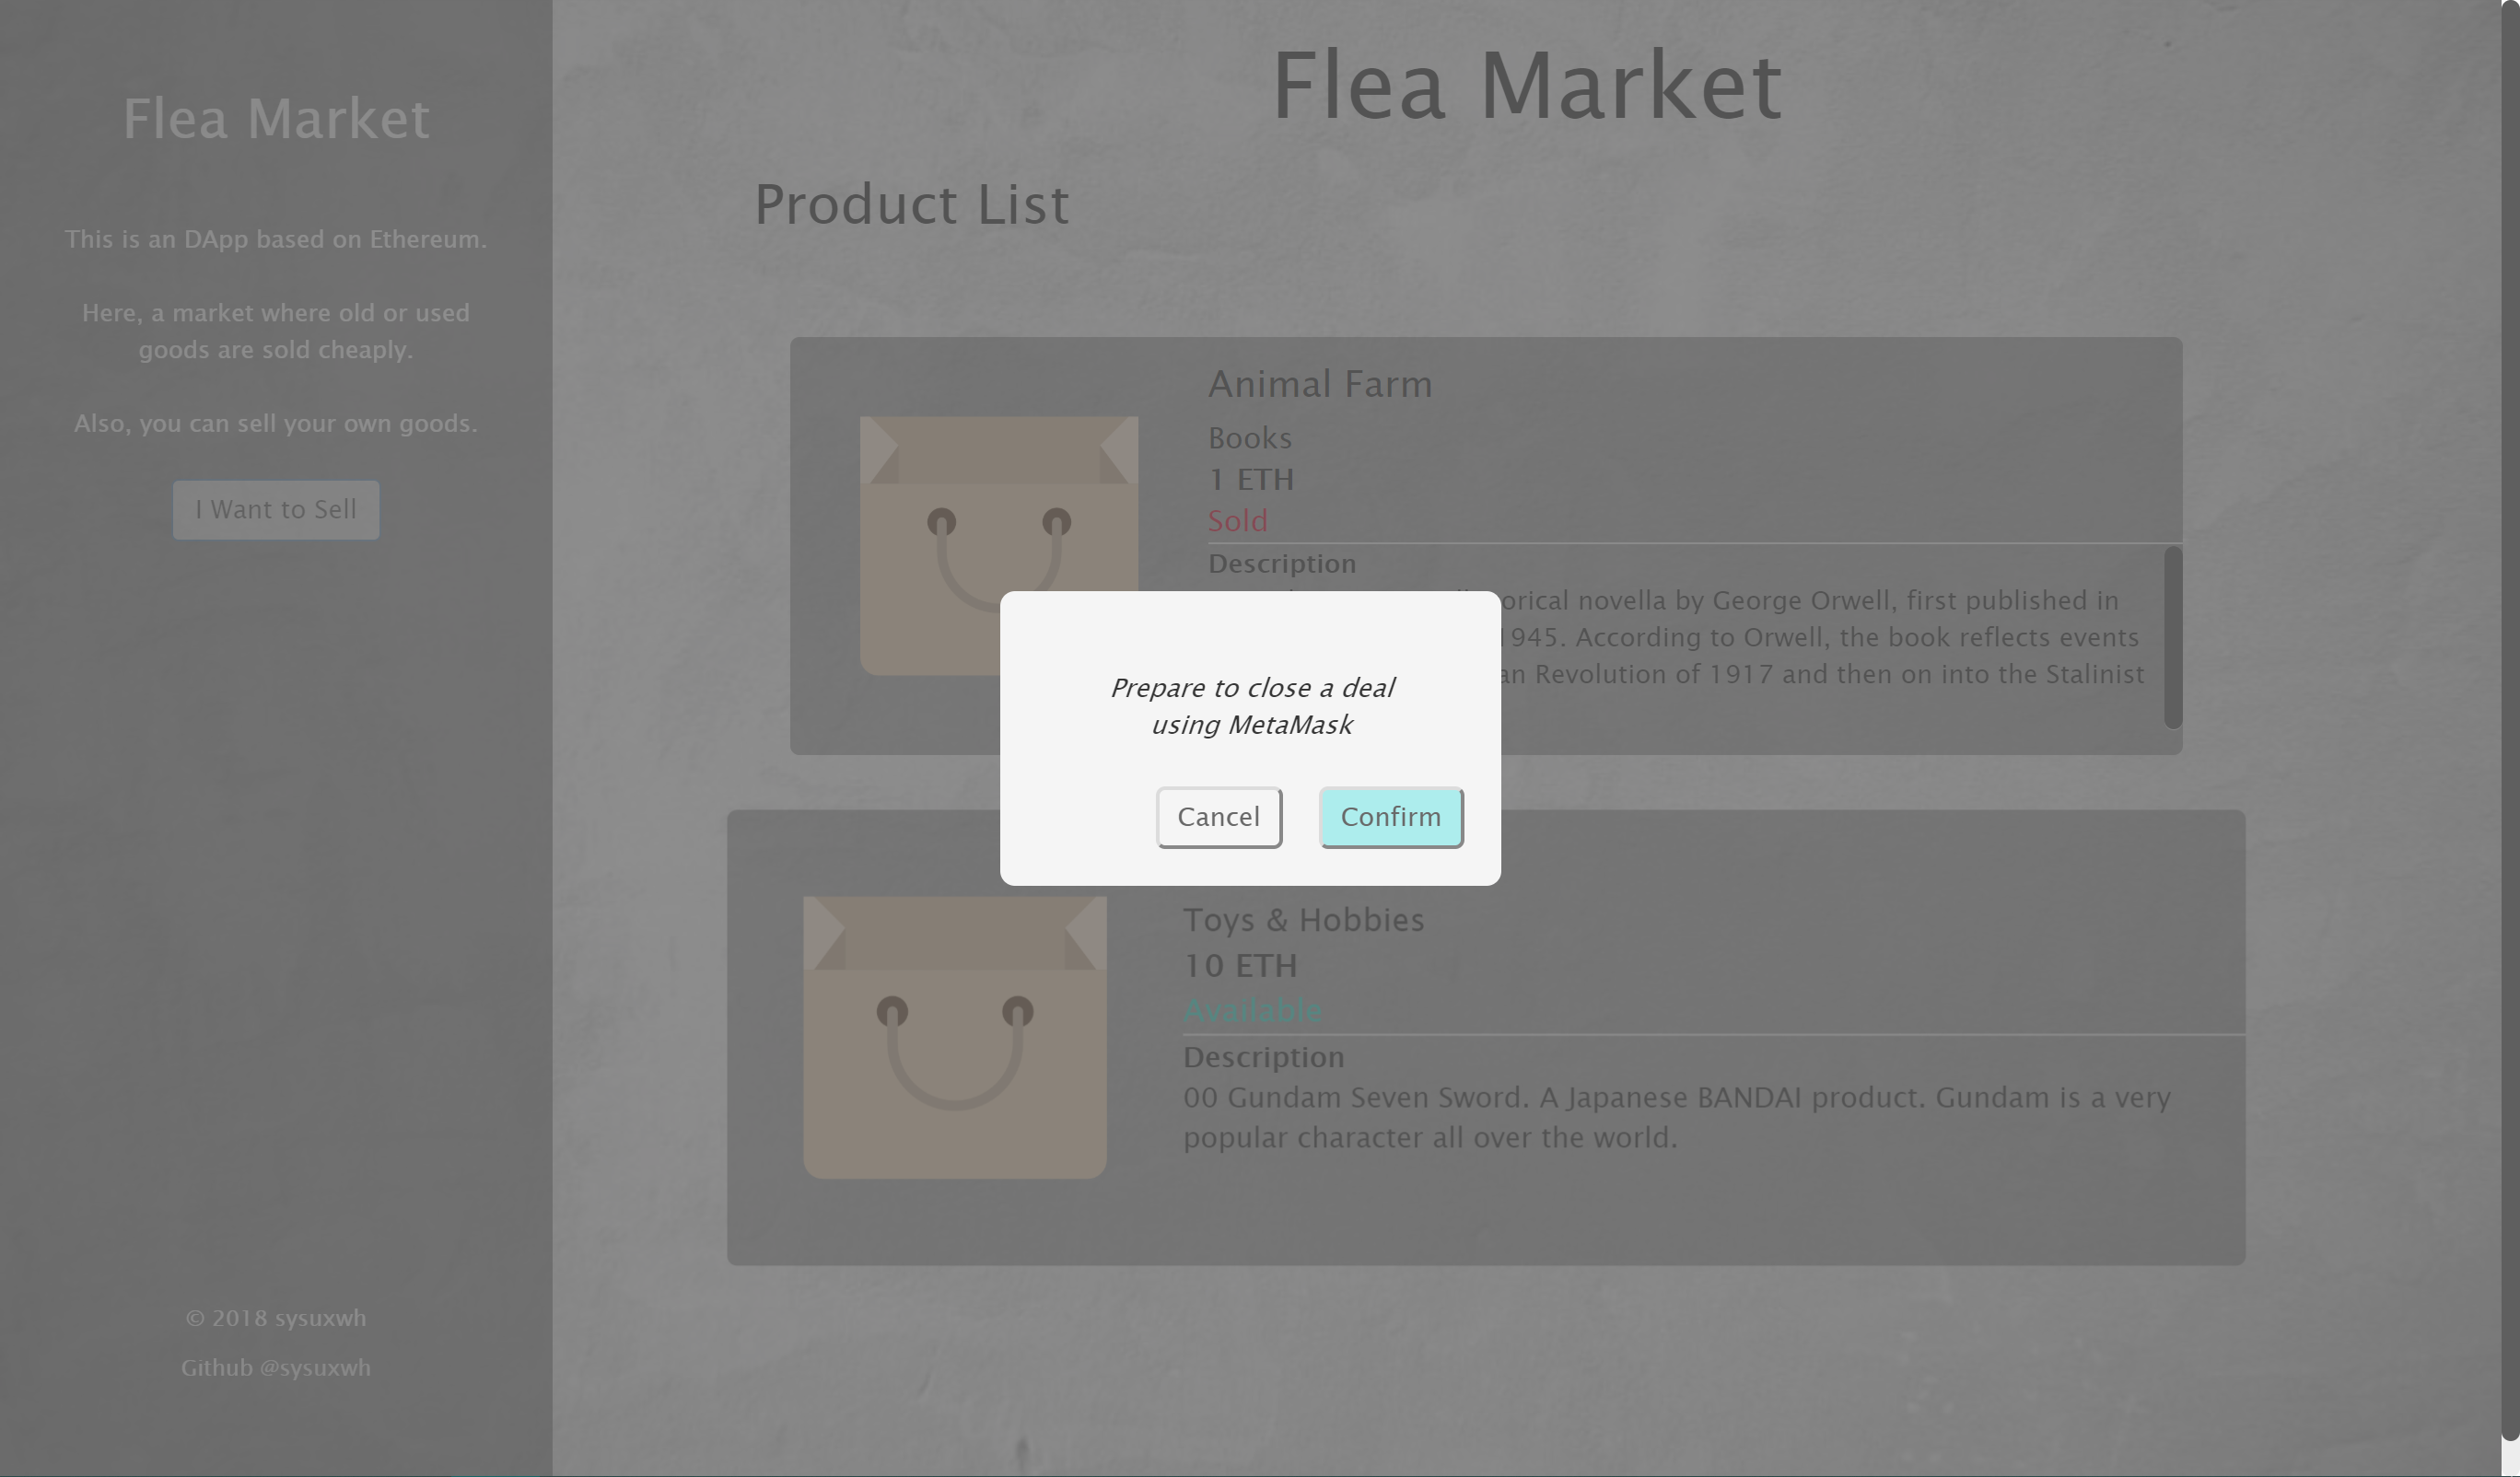 Flea Market
This is an DApp based on Ethereum.
Here, a market where old or used
goods are sold cheaply.
Also, you can sell your own goods.
I Want to Sell
© 2018 sysuxwh
Github @sysuxwh
Flea Market
Product List
Animal Farm
Books
1 ETH
Sold
Description
orical novella by George Orwell, first published in
1945. According to Orwell, the book reflects events
an Revolution of 1917 and then on into the Stalinist
Prepare to close a deal
using MetaMask
Cancel
Confirm
Toys & Hobbies
10 ETH
Available
Description
00 Gundam Seven Sword. A Japanese BANDAI product. Gundam is a very
popular character all over the world.